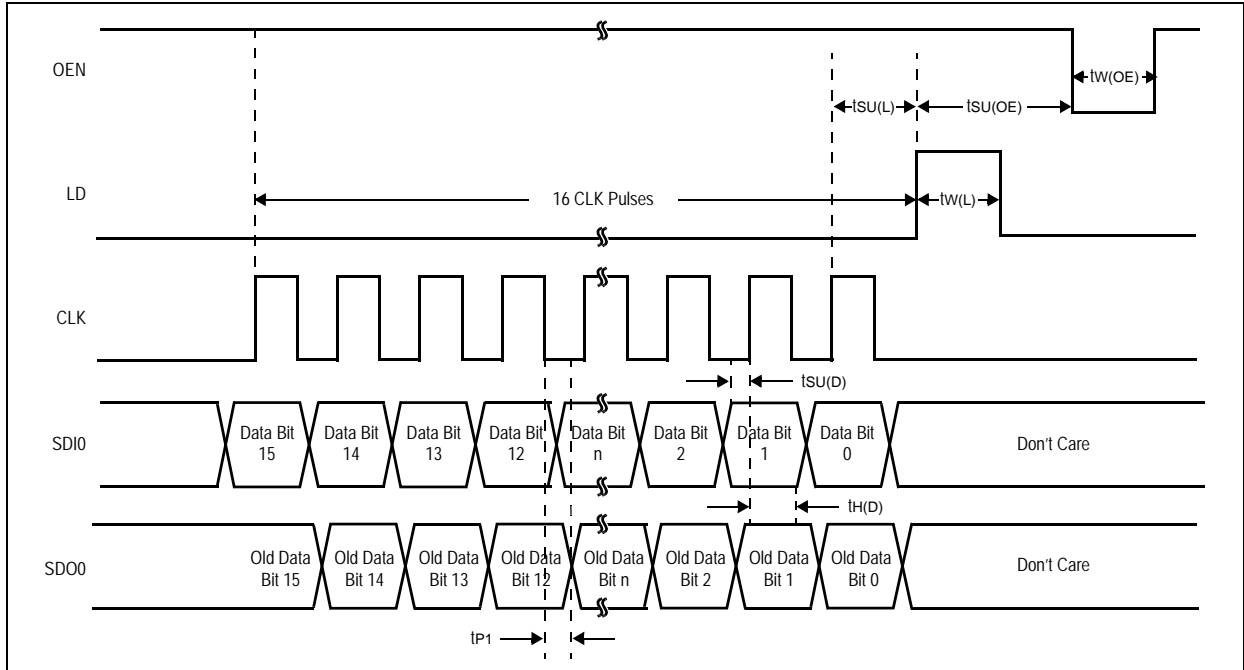 OEN
tW(OE)
tSU(L)
tSU(OE)
LD
16 CLK Pulses
tW(L)
CLK
tSU(D)
SDI0
Data Bit
15
Data Bit
14
Data Bit
13
Data Bit
12
Data Bit
n
Data Bit
2
Data Bit
1
Data Bit
0
Don't Care
tH(D)
SDO0
Old Data
Bit 15
Old Data
Bit 14
Old Data
Bit 13
Old Data
Bit 12
Old Data
Bit n
Old Data
Bit 2
Old Data
Bit 1
Old Data
Bit 0
Don't Care
tP1